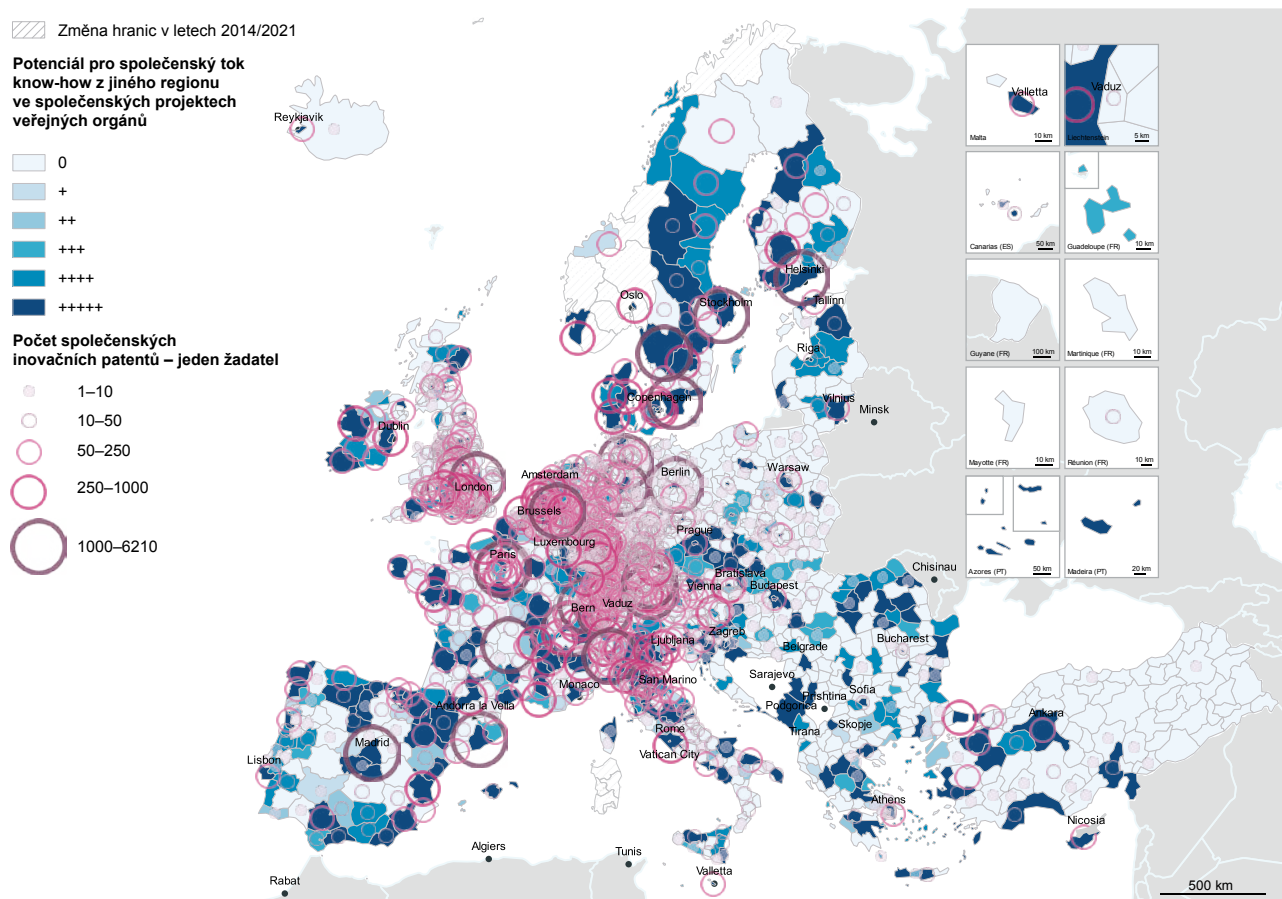 Změna hranic v letech 2014/2021
Potenciál pro společenský tok
know-how z jiného regionu
ve společenských projektech
veřejných orgánů
0
+
++
+++
++++
+++++
Počet společenských
inovačních patentů – jeden žadatel
1–10
10–50
50–250
250–1000
1000–6210
Reykjavik
Oslo
Stockholm
Helsinki
Tallinn
Riga
Vilnius
Minsk
Copenhagen
Dublin
London
Amsterdam
Berlin
Warsaw
Brussels
Luxembourg
Prague
Paris
Bratislava
Vienna
Budapest
Chisinau
Bern
Vaduz
Ljubljana
Zagreb
Belgrade
Bucharest
Monaco
San Marino
Sarajevo
Prishtina
Sofia
Podgorica
Skopje
Tirana
Andorra la Vella
Rome
Vatican City
Madrid
Lisbon
Ankara
Athens
Nicosia
Algiers
Tunis
Valletta
Rabat
500 km
Valletta
Malta
10 km
Vaduz
Liechtenstein
5 km
Canarias (ES)
50 km
Guadeloupe (FR)
10 km
Guyane (FR)
100 km
Martinique (FR)
10 km
Mayotte (FR)
10 km
Réunion (FR)
10 km
Azores (PT)
50 km
Madeira (PT)
20 km